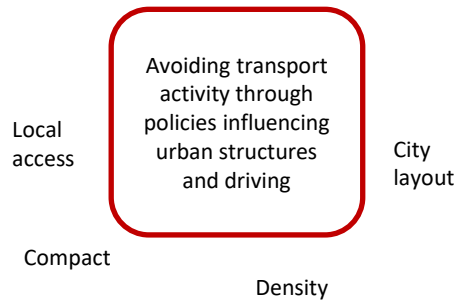 Avoiding transport
activity through
policies influencing
urban structures
and driving
Local
access
City
layout
Compact
Density